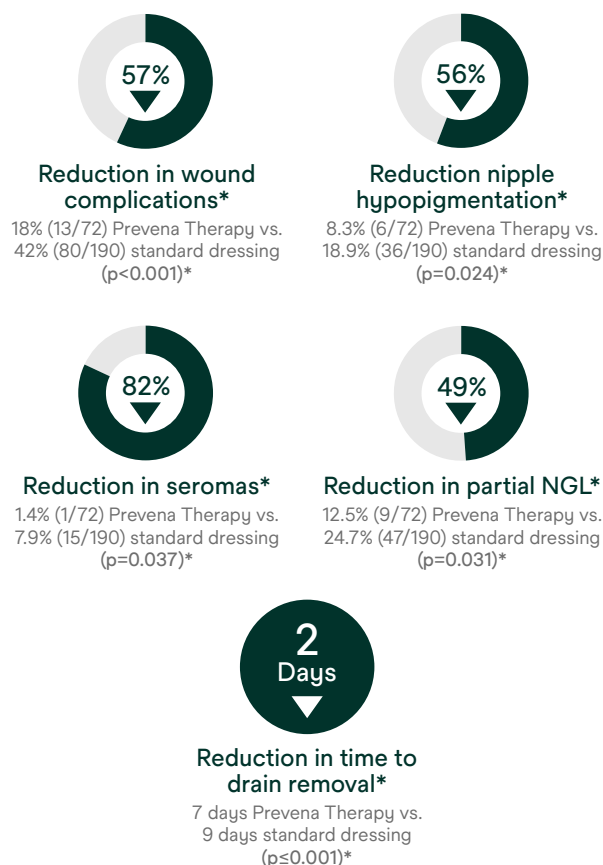 57%
Reduction in wound
complications*
18% (13/72) Prevena Therapy vs.
42% (80/190) standard dressing
(p<0.001)*
56%
Reduction nipple
hypopigmentation*
8.3% (6/72) Prevena Therapy vs.
18.9% (36/190) standard dressing
(p=0.024)*
82%
Reduction in seromas*
1.4% (1/72) Prevena Therapy vs.
7.9% (15/190) standard dressing
(p=0.037)*
49%
Reduction in partial NGL*
12.5% (9/72) Prevena Therapy vs.
24.7% (47/190) standard dressing
(p=0.031)*
2
Days
Reduction in time to
drain removal*
7 days Prevena Therapy vs.
9 days standard dressing
(p≤0.001)*